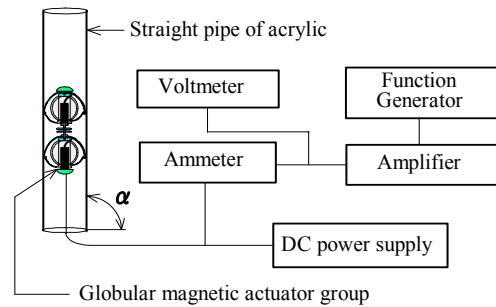 Straight pipe of acrylic
Voltmeter
Function
Generator
Ammeter
Amplifier
α
DC power supply
Globular magnetic actuator group